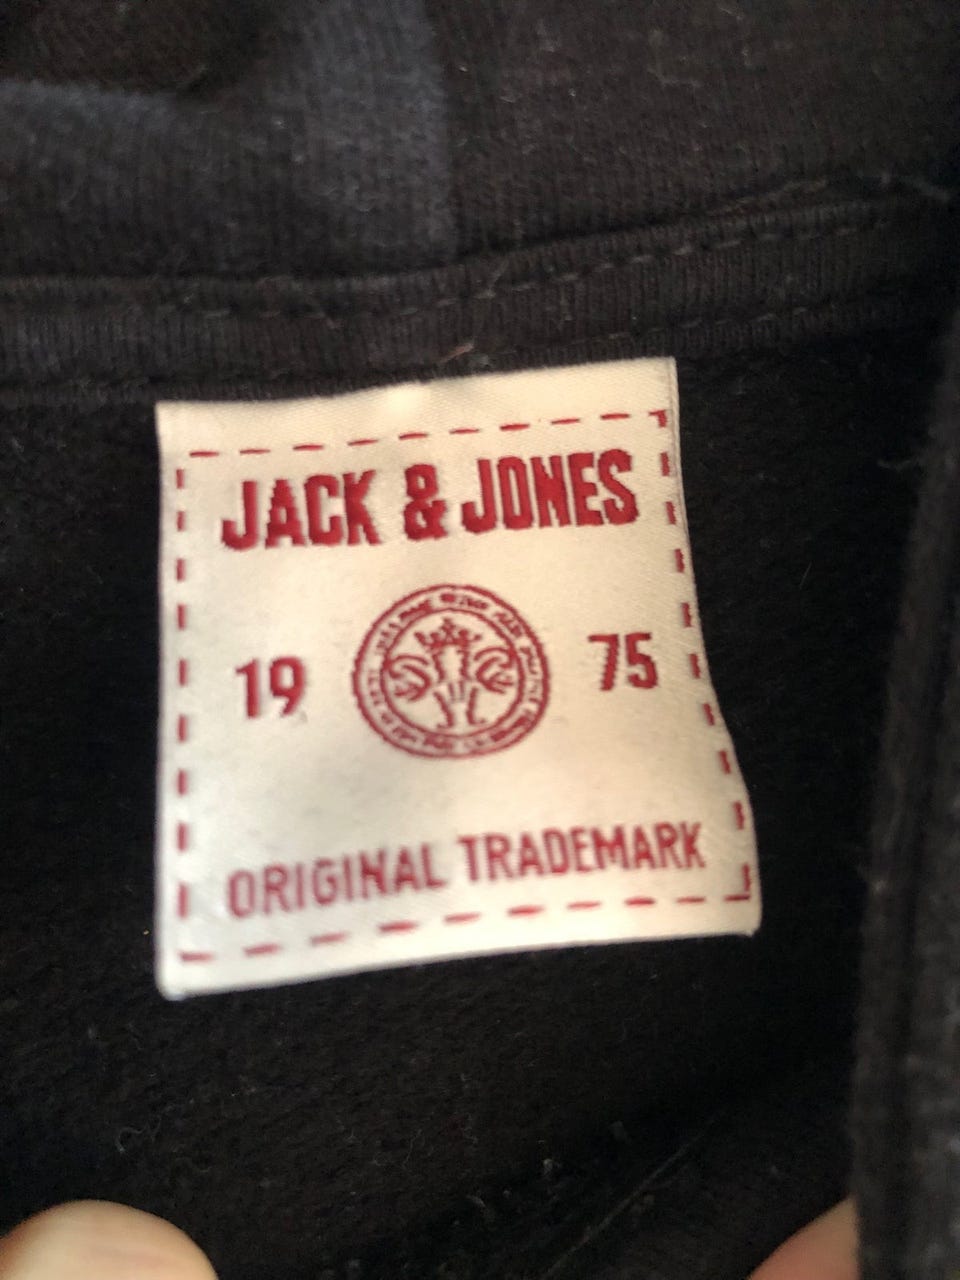 JACK & JONES
19 75
ORIGINAL TRADEMARK